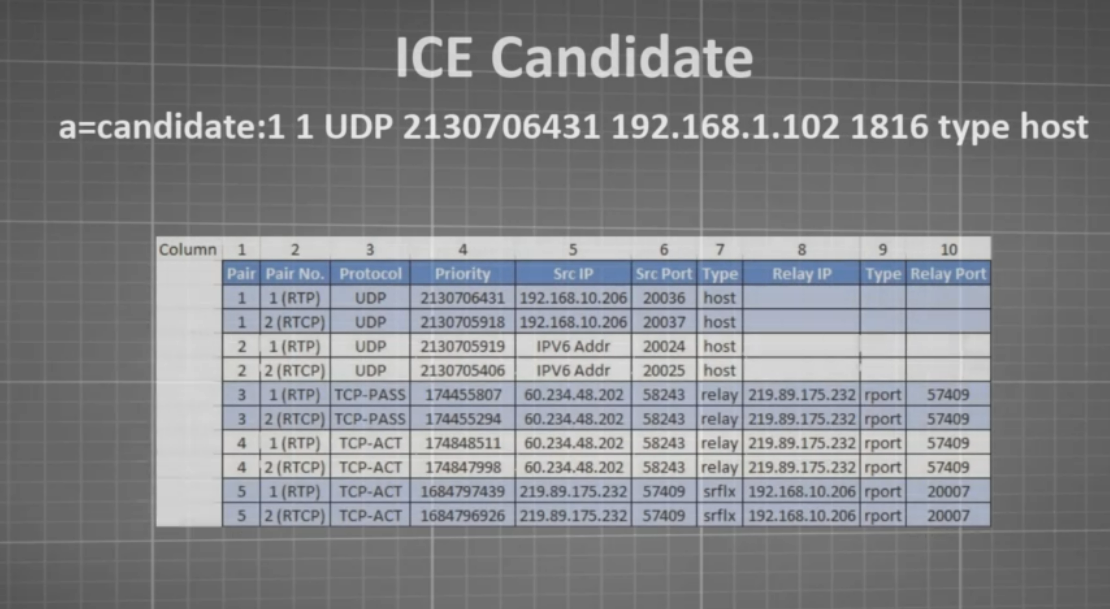 ICE Candidate
a=candidate:1 1 UDP 2130706431 192.168.1.102 1816 type host
Column 1 2 3 4 5 6 7 8 9 10
Pair Pair No. Protocol Priority Src IP Src Port Type Relay IP Type Relay Port
1 1 (RTP) UDP 2130706431 192.168.10.206 20036 host
1 2 (RTCP) UDP 2130705918 192.168.10.206 20037 host
2 1 (RTP) UDP 2130705919 IPV6 Addr 20024 host
2 2 (RTCP) UDP 2130705406 IPV6 Addr 20025 host
3 1 (RTP) TCP-PASS 174455807 60.234.48.202 58243 relay 219.89.175.232 rport 57409
3 2 (RTCP) TCP-PASS 174455294 60.234.48.202 58243 relay 219.89.175.232 rport 57409
4 1 (RTP) TCP-ACT 174848511 60.234.48.202 58243 relay 219.89.175.232 rport 57409
4 2 (RTCP) TCP-ACT 174847998 60.234.48.202 58243 relay 219.89.175.232 rport 57409
5 1 (RTP) TCP-ACT 1684797439 219.89.175.232 57409 srflx 192.168.10.206 rport 20007
5 2 (RTCP) TCP-ACT 1684796926 219.89.175.232 57409 srflx 192.168.10.206 rport 20007